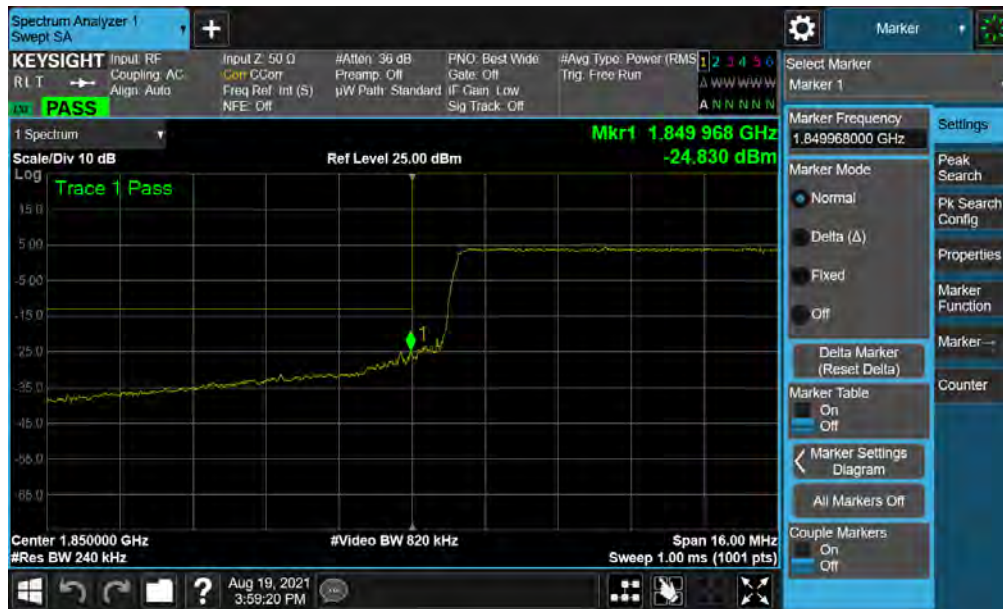 Spectrum Analyzer 1
Swept SA
+
Marker
KEYSIGHT Input: RF Input Z: 50 Ω #Atten: 36 dB PNO: Best Wide #Avg Type: Power (RMS 1 2 3 4 5 6
RLT Coupling: AC Corr CCorr Preamp: Off Gate: Off Trig: Free Run A W W W W W
Align: Auto Freq Ref: Int (S) µW Path: Standard IF Gain: Low
PASS NFE: Off Sig Track: Off A N N N N N
Select Marker
Marker 1
1 Spectrum
Mkr1 1.849 968 GHz
Scale/Div 10 dB Ref Level 25.00 dBm -24.830 dBm
Log
Trace 1 Pass
15.0
5.00
-5.00
-15.0
-25.0
-35.0
-45.0
-55.0
-65.0
1
Center 1.850000 GHz #Video BW 820 kHz Span 16.00 MHz
#Res BW 240 kHz Sweep 1.00 ms (1001 pts)
Marker Frequency
1.849968000 GHz
Marker Mode
Normal
Delta (Δ)
Fixed
Off
Delta Marker
(Reset Delta)
Marker Table
On
Off
Marker Settings
Diagram
All Markers Off
Couple Markers
On
Off
Settings
Peak
Search
Pk Search
Config
Properties
Marker
Function
Marker→
Counter
?
Aug 19, 2021
3:59:20 PM